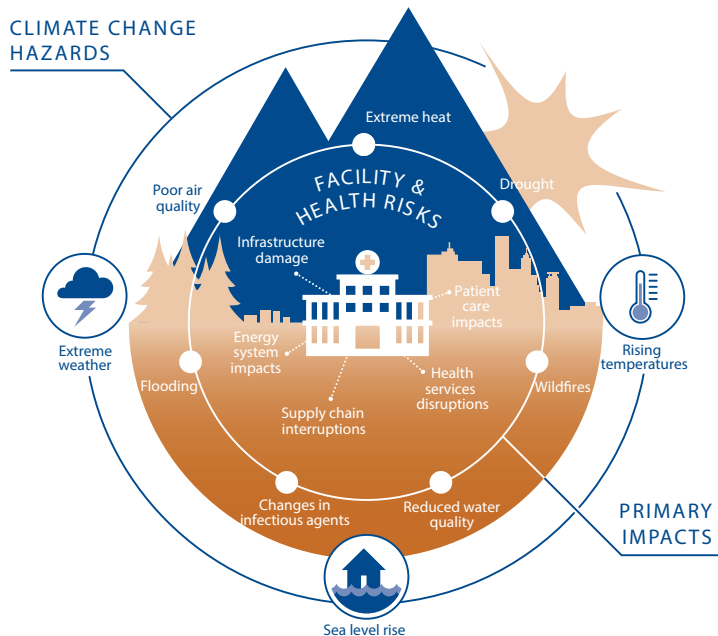 CLIMATE CHANGE
HAZARDS
Extreme heat
FACILITY &
HEALTH RISKS
Drought
Poor air
quality
Infrastructure
damage
Patient
care
impacts
Extreme
weather
Energy
system
impacts
Rising
temperatures
Flooding
Health
services
disruptions
Wildfires
Supply chain
interruptions
Changes in
infectious agents
Reduced water
quality
PRIMARY
IMPACTS
Sea level rise